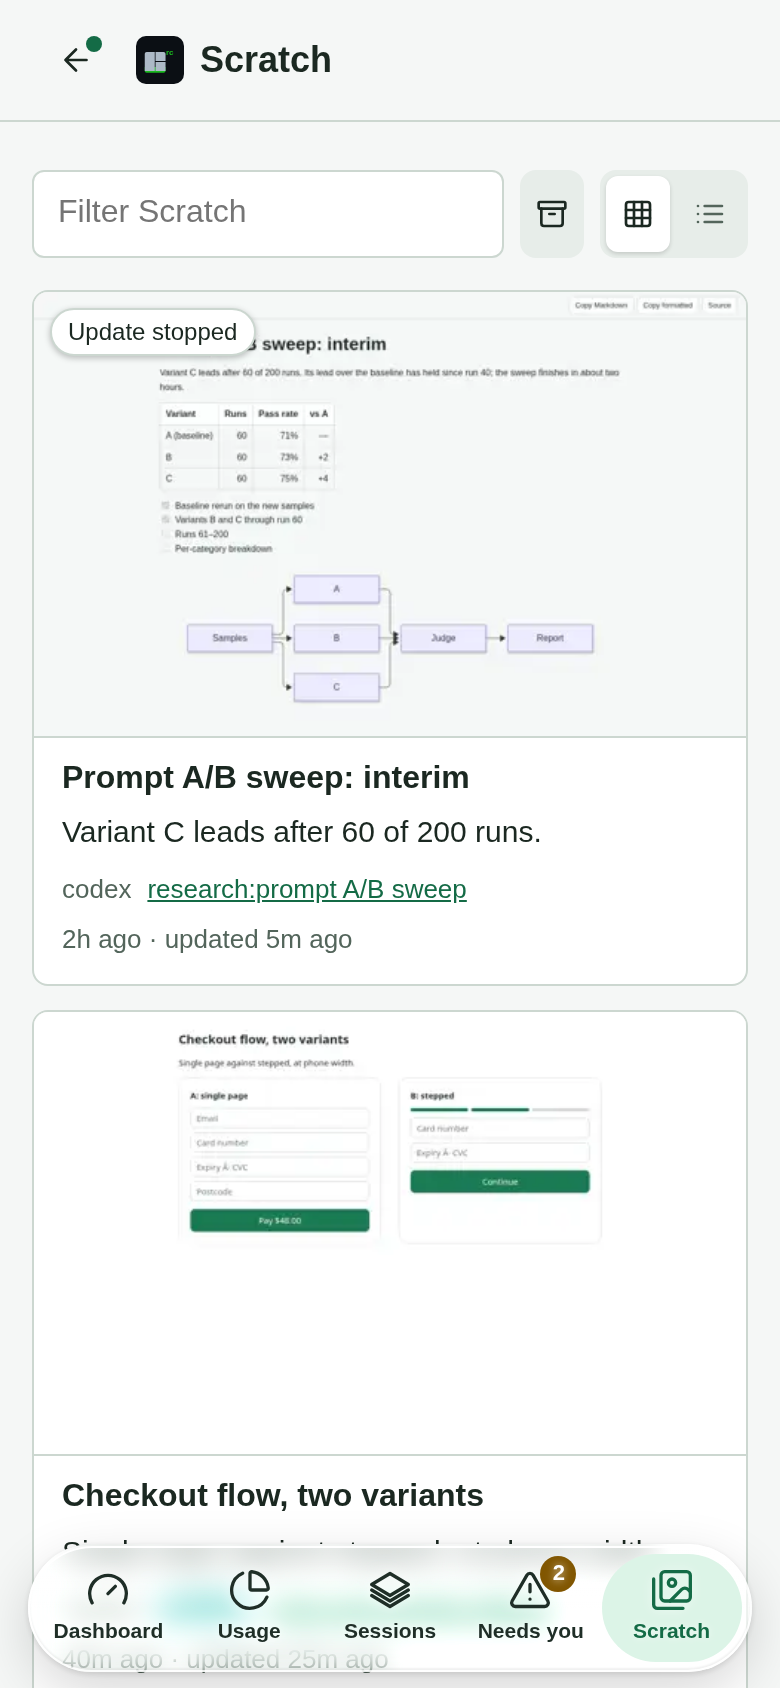 Scratch
Filter Scratch
Copy Markdown Copy formatted Source
Update stopped
sweep: interim
Variant C leads after 60 of 200 runs. Its lead over the baseline has held since run 40; the sweep finishes in about two
hours.
Variant Runs Pass rate vs A
A (baseline) 60 71% —
B 60 73% +2
C 60 75% +4
Baseline rerun on the new samples
Variants B and C through run 60
Runs 61–200
Per-category breakdown
A
Samples B Judge Report
C
Prompt A/B sweep: interim
Variant C leads after 60 of 200 runs.
codex research:prompt A/B sweep
2h ago · updated 5m ago
Checkout flow, two variants
Single page against stepped, at phone width.
A: single page B: stepped
Email
Card number Card number
Expiry Â· CVC Expiry Â· CVC
Postcode Continue
Pay $48.00
Checkout flow, two variants
2
Dashboard Usage Sessions Needs you Scratch
40m ago · updated 25m ago